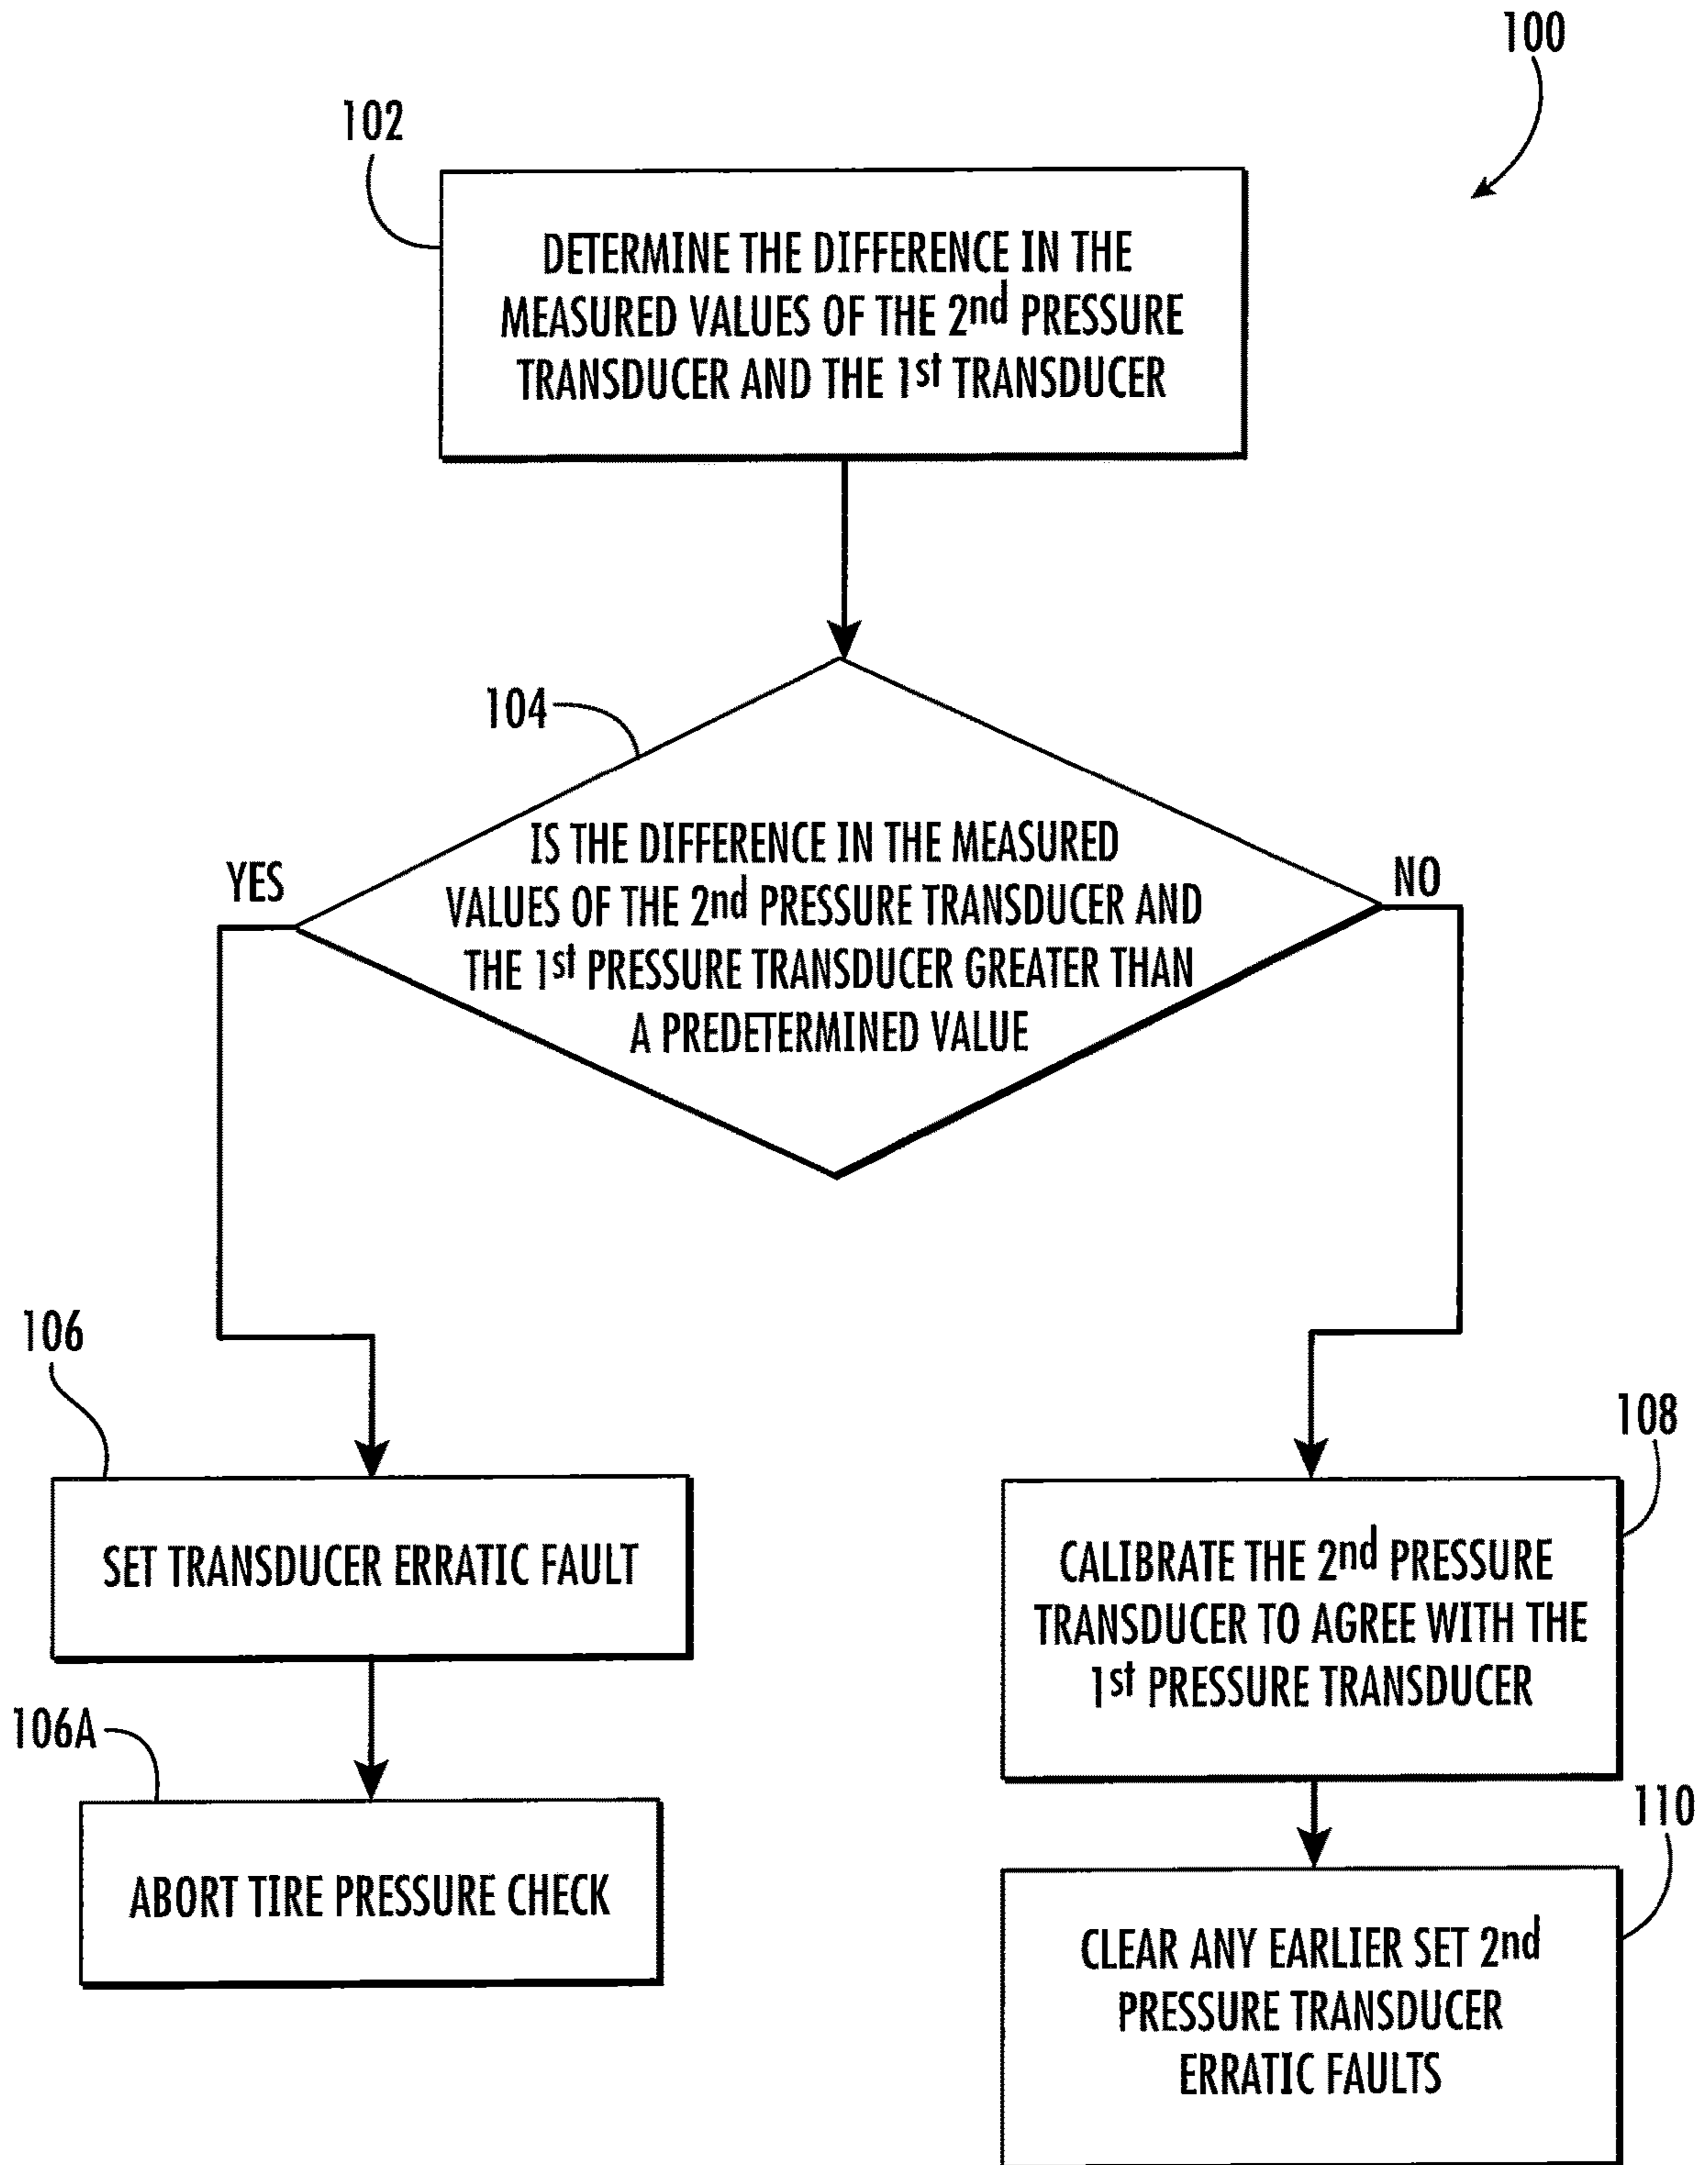 100
102
DETERMINE THE DIFFERENCE IN THE
MEASURED VALUES OF THE 2nd PRESSURE
TRANSDUCER AND THE 1st TRANSDUCER
104
IS THE DIFFERENCE IN THE MEASURED
VALUES OF THE 2nd PRESSURE TRANSDUCER AND
THE 1st PRESSURE TRANSDUCER GREATER THAN
A PREDETERMINED VALUE
YES
NO
106
SET TRANSDUCER ERRATIC FAULT
106A
ABORT TIRE PRESSURE CHECK
108
CALIBRATE THE 2nd PRESSURE
TRANSDUCER TO AGREE WITH THE
1st PRESSURE TRANSDUCER
110
CLEAR ANY EARLIER SET 2nd
PRESSURE TRANSDUCER
ERRATIC FAULTS